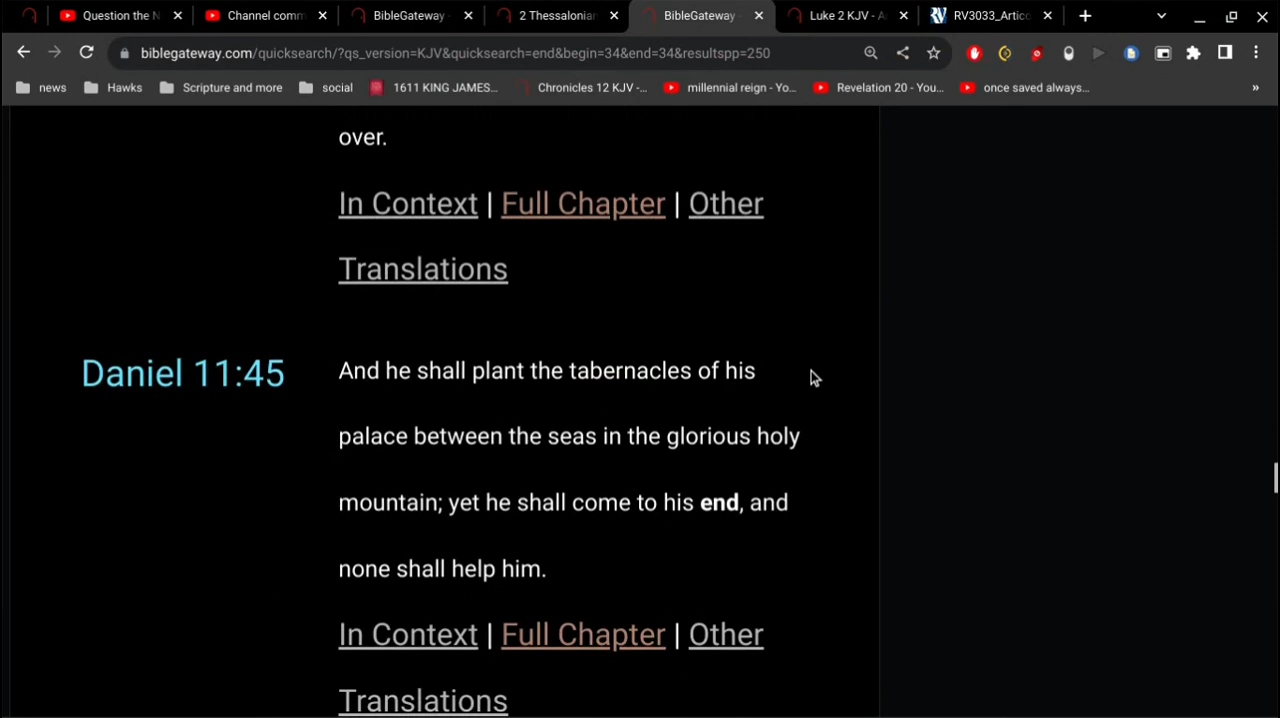 Question the N
Channel comm
BibleGateway -
2 Thessalonian
BibleGateway
Luke 2 KJV - A
RV3033_Artico
biblegateway.com/quicksearch/?qs_version=KJV&quicksearch=end&begin=34&end=34&resultspp=250
news
Hawks
Scripture and more
social
1611 KING JAMES...
Chronicles 12 KJV -...
millennial reign - Yo...
Revelation 20 - You...
once saved always...
»
over.
In Context | Full Chapter | Other
Translations
Daniel 11:45
And he shall plant the tabernacles of his
palace between the seas in the glorious holy
mountain; yet he shall come to his end, and
none shall help him.
In Context | Full Chapter | Other
Translations